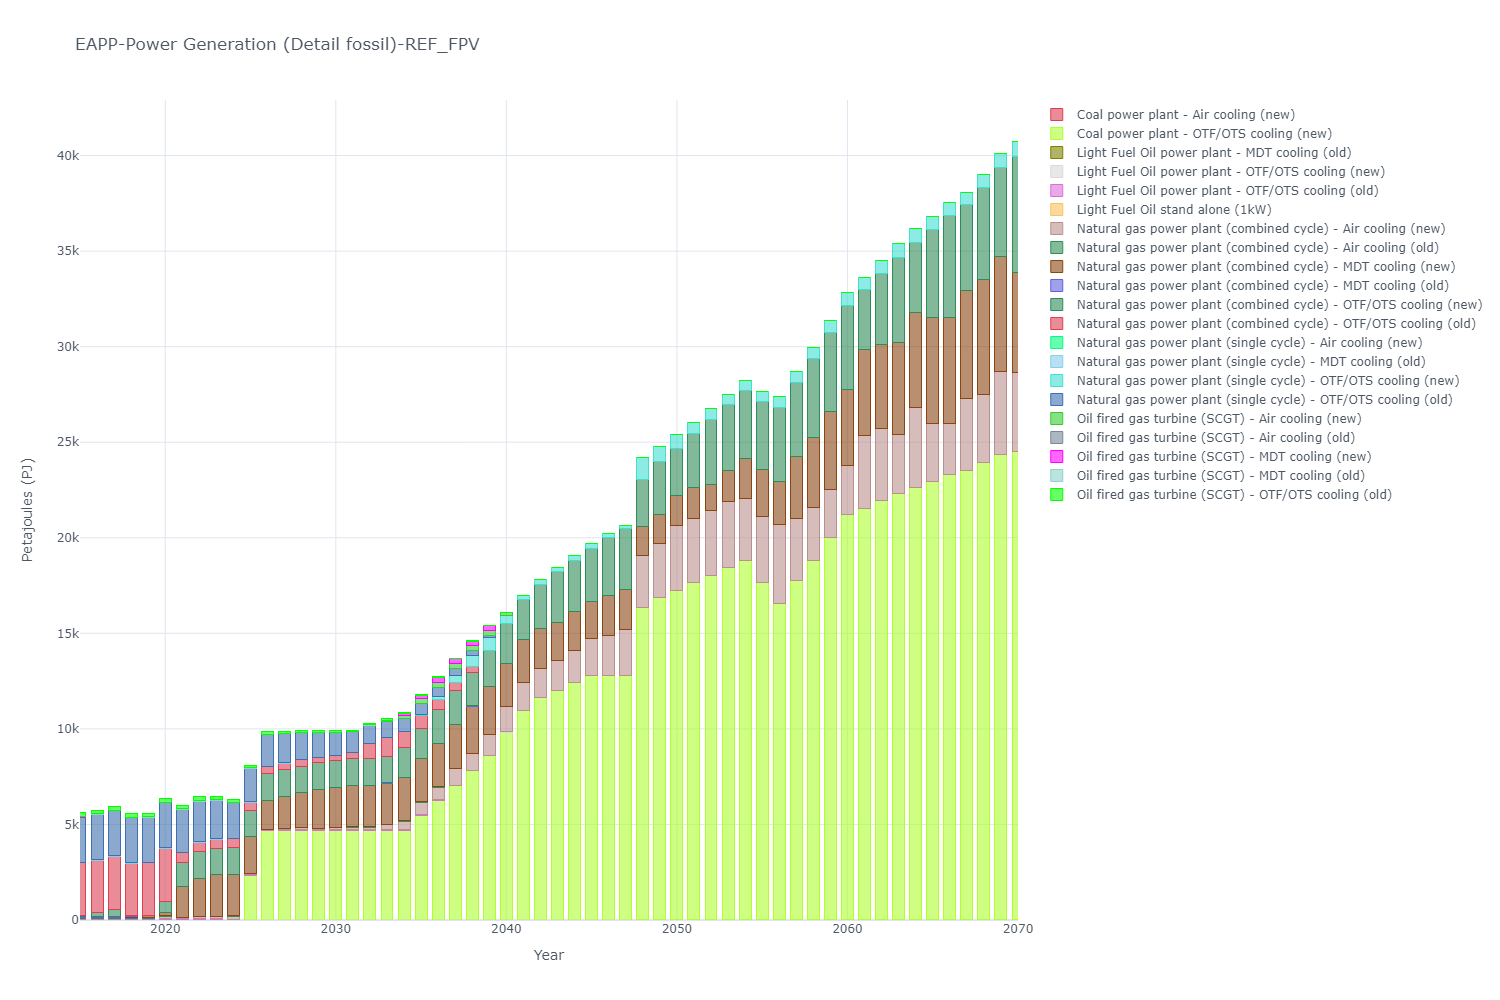 EAPP-Power Generation (Detail fossil)-REF_FPV
Coal power plant - Air cooling (new)
Coal power plant - OTF/OTS cooling (new)
Light Fuel Oil power plant - MDT cooling (old)
Light Fuel Oil power plant - OTF/OTS cooling (new)
Light Fuel Oil power plant - OTF/OTS cooling (old)
Light Fuel Oil stand alone (1kW)
Natural gas power plant (combined cycle) - Air cooling (new)
Natural gas power plant (combined cycle) - Air cooling (old)
Natural gas power plant (combined cycle) - MDT cooling (new)
Natural gas power plant (combined cycle) - MDT cooling (old)
Natural gas power plant (combined cycle) - OTF/OTS cooling (new)
Natural gas power plant (combined cycle) - OTF/OTS cooling (old)
Natural gas power plant (single cycle) - Air cooling (new)
Natural gas power plant (single cycle) - MDT cooling (old)
Natural gas power plant (single cycle) - OTF/OTS cooling (new)
Natural gas power plant (single cycle) - OTF/OTS cooling (old)
Oil fired gas turbine (SCGT) - Air cooling (new)
Oil fired gas turbine (SCGT) - Air cooling (old)
Oil fired gas turbine (SCGT) - MDT cooling (new)
Oil fired gas turbine (SCGT) - MDT cooling (old)
Oil fired gas turbine (SCGT) - OTF/OTS cooling (old)
Petajoules (PJ)
40k
35k
30k
25k
20k
15k
10k
5k
0
2020
2030
2040
2050
2060
2070
Year